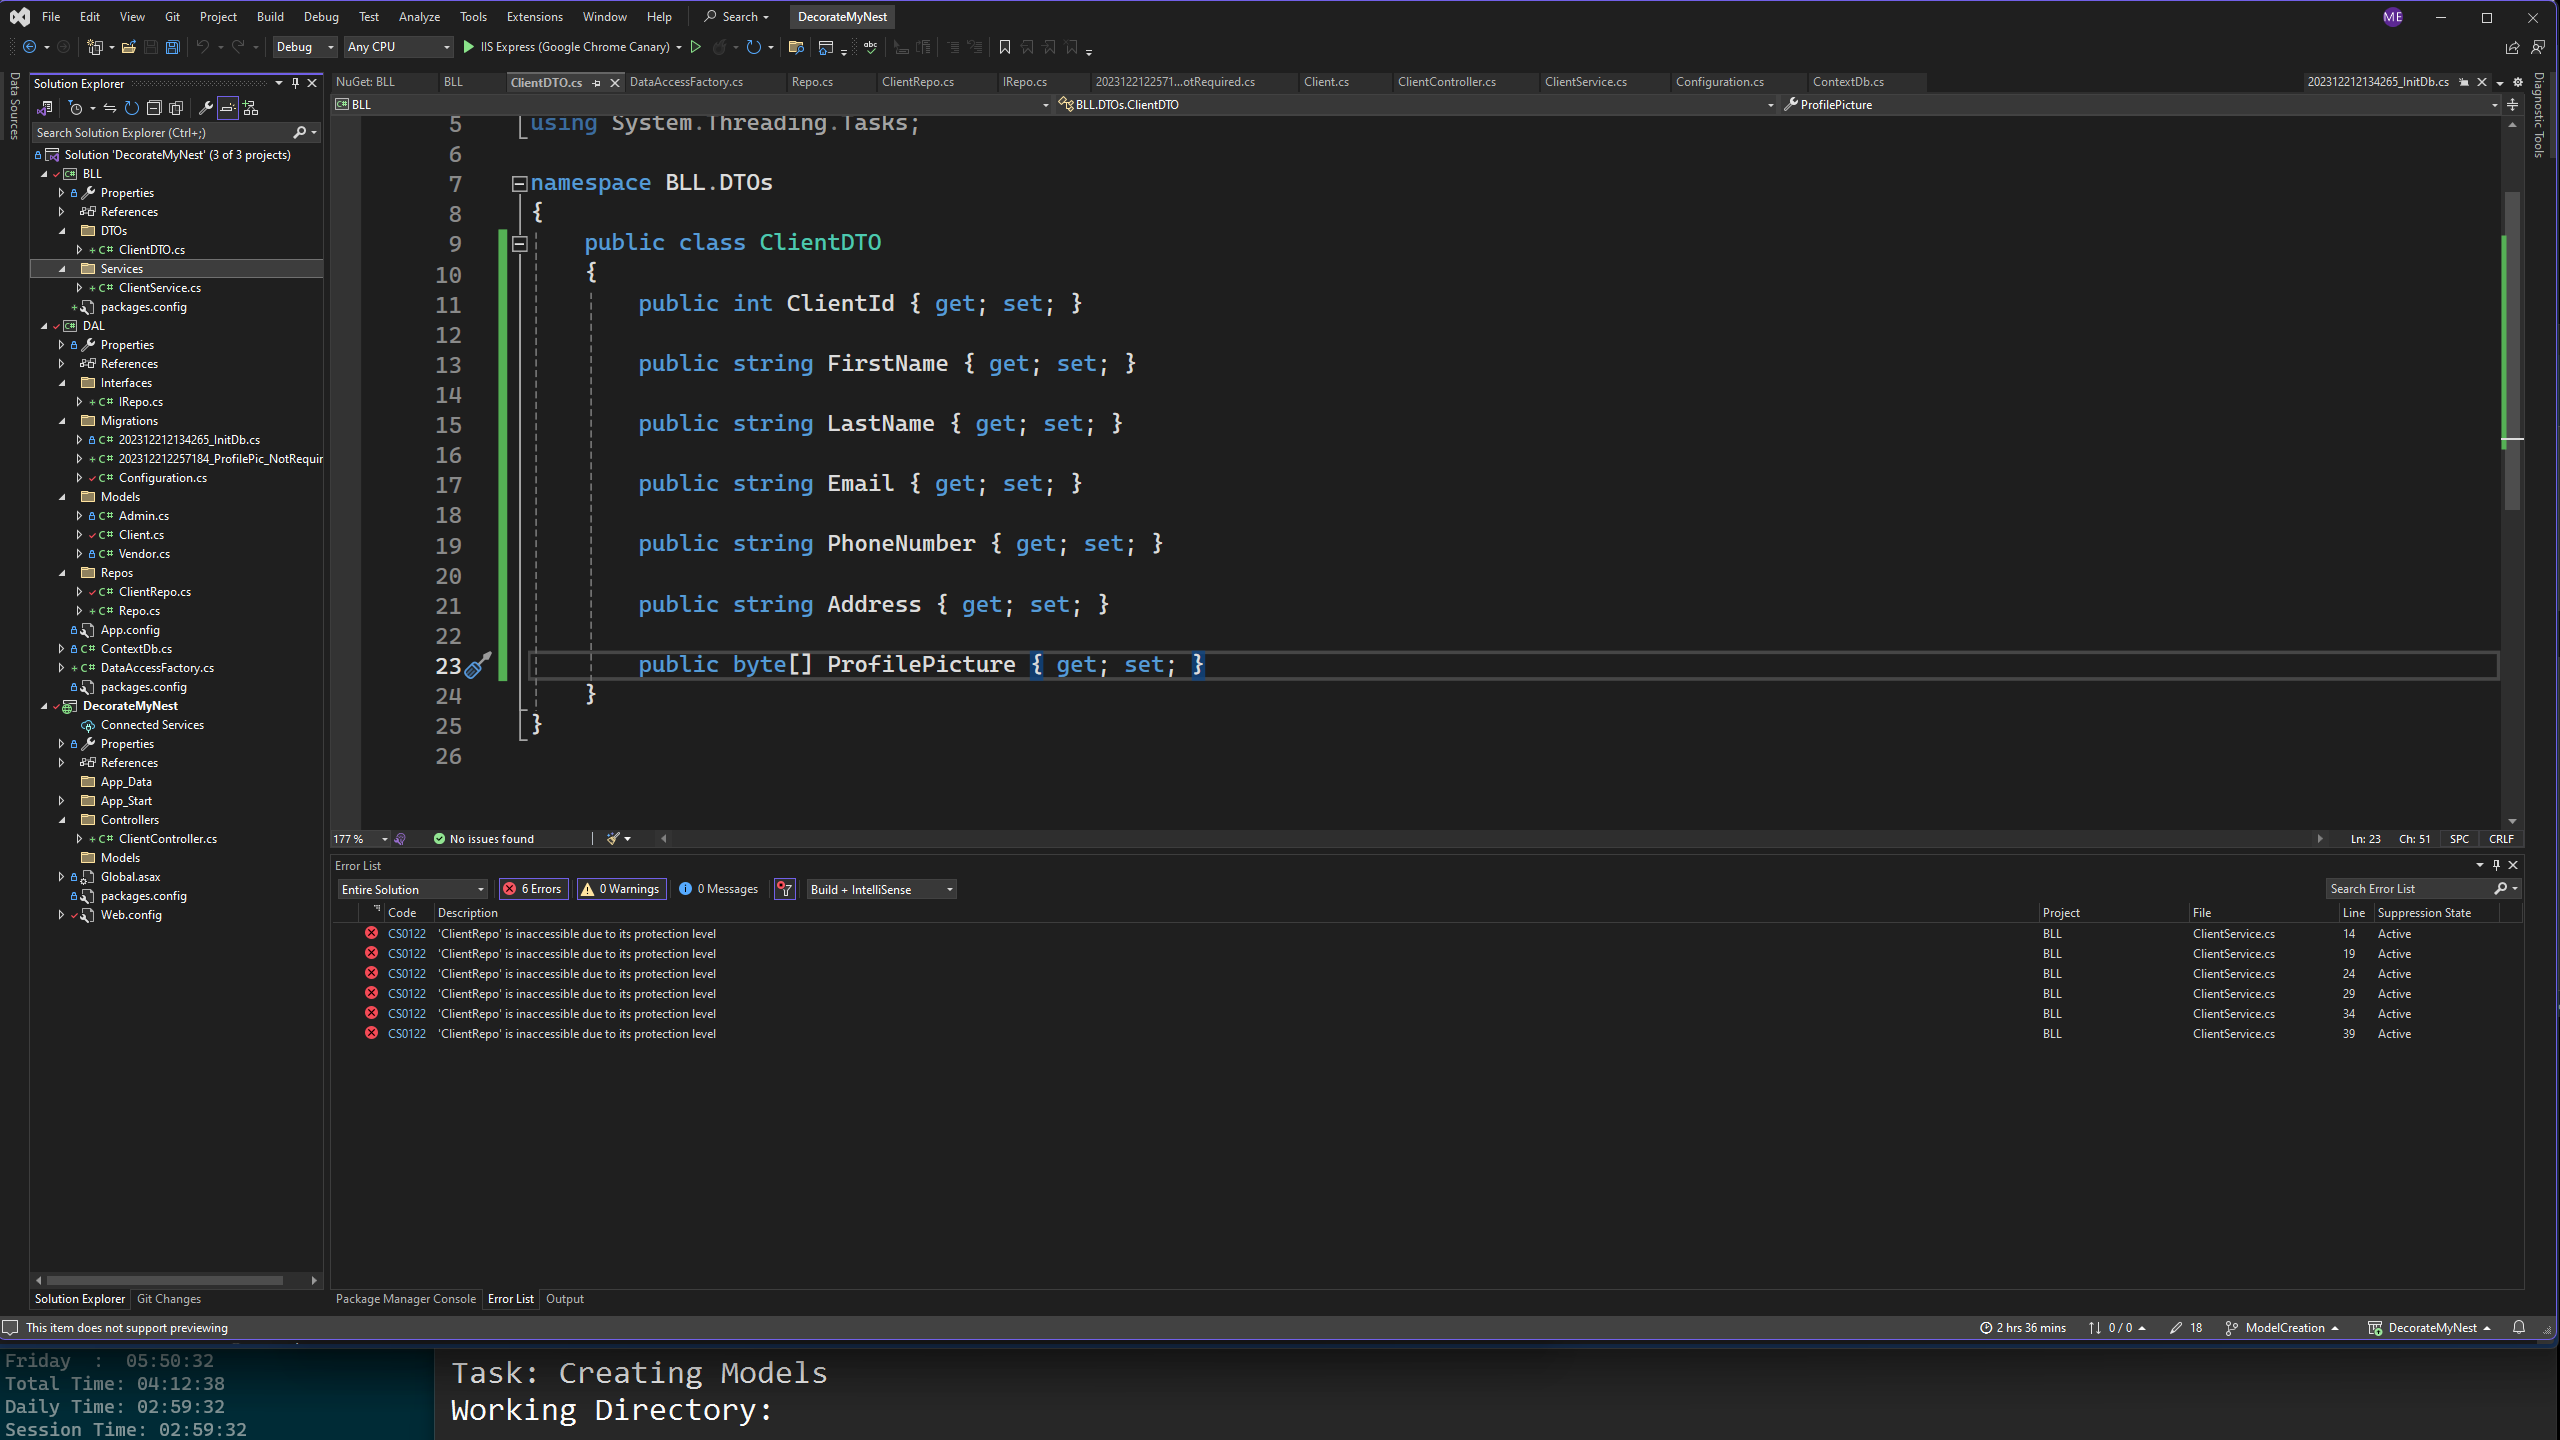 File Edit View Git Project Build Debug Test Analyze Tools Extensions Window Help Search DecorateMyNest ME
Debug Any CPU IIS Express (Google Chrome Canary)
Data Sources
Solution Explorer
Search Solution Explorer (Ctrl+;)
Solution 'DecorateMyNest' (3 of 3 projects)
BLL
Properties
References
DTOs
C# ClientDTO.cs
Services
C# ClientService.cs
packages.config
DAL
Properties
References
Interfaces
C# IRepo.cs
Migrations
C# 202312212134265_InitDb.cs
C# 202312212257184_ProfilePic_NotRequir
C# Configuration.cs
Models
C# Admin.cs
C# Client.cs
C# Vendor.cs
Repos
C# ClientRepo.cs
C# Repo.cs
App.config
C# ContextDb.cs
C# DataAccessFactory.cs
packages.config
DecorateMyNest
Connected Services
Properties
References
App_Data
App_Start
Controllers
C# ClientController.cs
Models
Global.asax
packages.config
Web.config
Solution Explorer Git Changes
NuGet: BLL BLL ClientDTO.cs DataAccessFactory.cs Repo.cs ClientRepo.cs IRepo.cs 2023122122571...otRequired.cs Client.cs ClientController.cs ClientService.cs Configuration.cs ContextDb.cs 202312212134265_InitDb.cs
BLL BLL.DTOs.ClientDTO ProfilePicture
Diagnostic Tools
5 using System.Threading.Tasks;
6
7 namespace BLL.DTOs
8 {
9 public class ClientDTO
10 {
11 public int ClientId { get; set; }
12
13 public string FirstName { get; set; }
14
15 public string LastName { get; set; }
16
17 public string Email { get; set; }
18
19 public string PhoneNumber { get; set; }
20
21 public string Address { get; set; }
22
23 public byte[] ProfilePicture { get; set; }
24 }
25 }
26
177 % No issues found Ln: 23 Ch: 51 SPC CRLF
Error List
Entire Solution 6 Errors 0 Warnings 0 Messages Build + IntelliSense Search Error List
Code Description Project File Line Suppression State
CS0122 'ClientRepo' is inaccessible due to its protection level BLL ClientService.cs 14 Active
CS0122 'ClientRepo' is inaccessible due to its protection level BLL ClientService.cs 19 Active
CS0122 'ClientRepo' is inaccessible due to its protection level BLL ClientService.cs 24 Active
CS0122 'ClientRepo' is inaccessible due to its protection level BLL ClientService.cs 29 Active
CS0122 'ClientRepo' is inaccessible due to its protection level BLL ClientService.cs 34 Active
CS0122 'ClientRepo' is inaccessible due to its protection level BLL ClientService.cs 39 Active
Package Manager Console Error List Output
This item does not support previewing 2 hrs 36 mins 0 / 0 18 ModelCreation DecorateMyNest
Friday : 05:50:32
Total Time: 04:12:38
Daily Time: 02:59:32
Session Time: 02:59:32
Task: Creating Models
Working Directory: